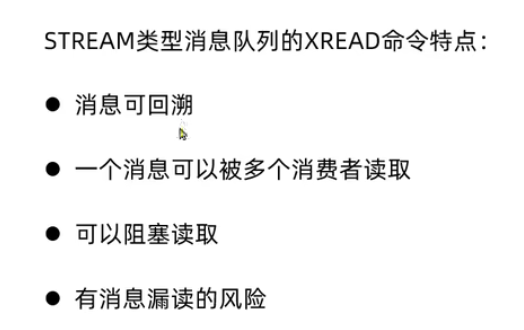 STREAM类型消息队列的XREAD命令特点：
● 消息可回溯
● 一个消息可以被多个消费者读取
● 可以阻塞读取
● 有消息漏读的风险